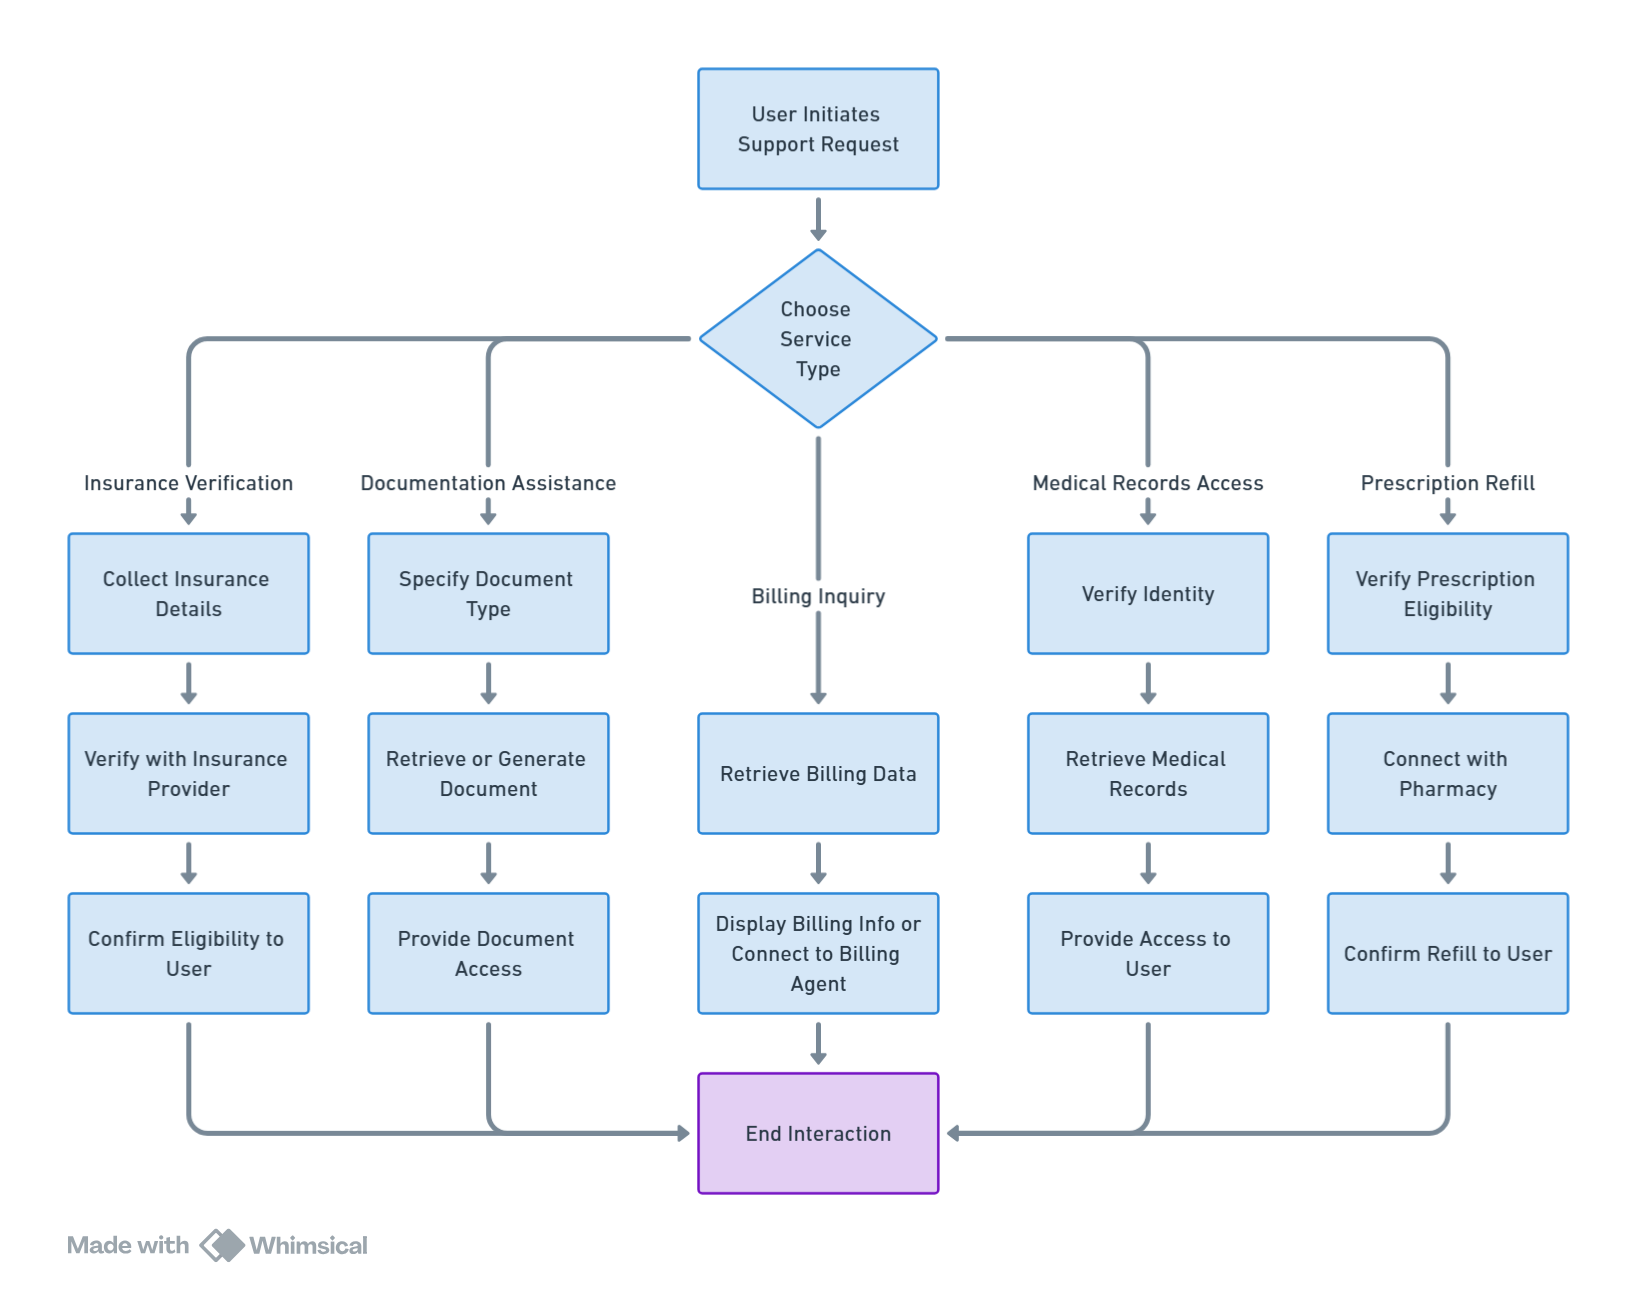 User Initiates
Support Request
Choose
Service
Type
Insurance Verification
Documentation Assistance
Billing Inquiry
Medical Records Access
Prescription Refill
Collect Insurance
Details
Specify Document
Type
Verify Identity
Verify Prescription
Eligibility
Verify with Insurance
Provider
Retrieve or Generate
Document
Retrieve Billing Data
Retrieve Medical
Records
Connect with
Pharmacy
Confirm Eligibility to
User
Provide Document
Access
Display Billing Info or
Connect to Billing
Agent
Provide Access to
User
Confirm Refill to User
End Interaction
Made with Whimsical